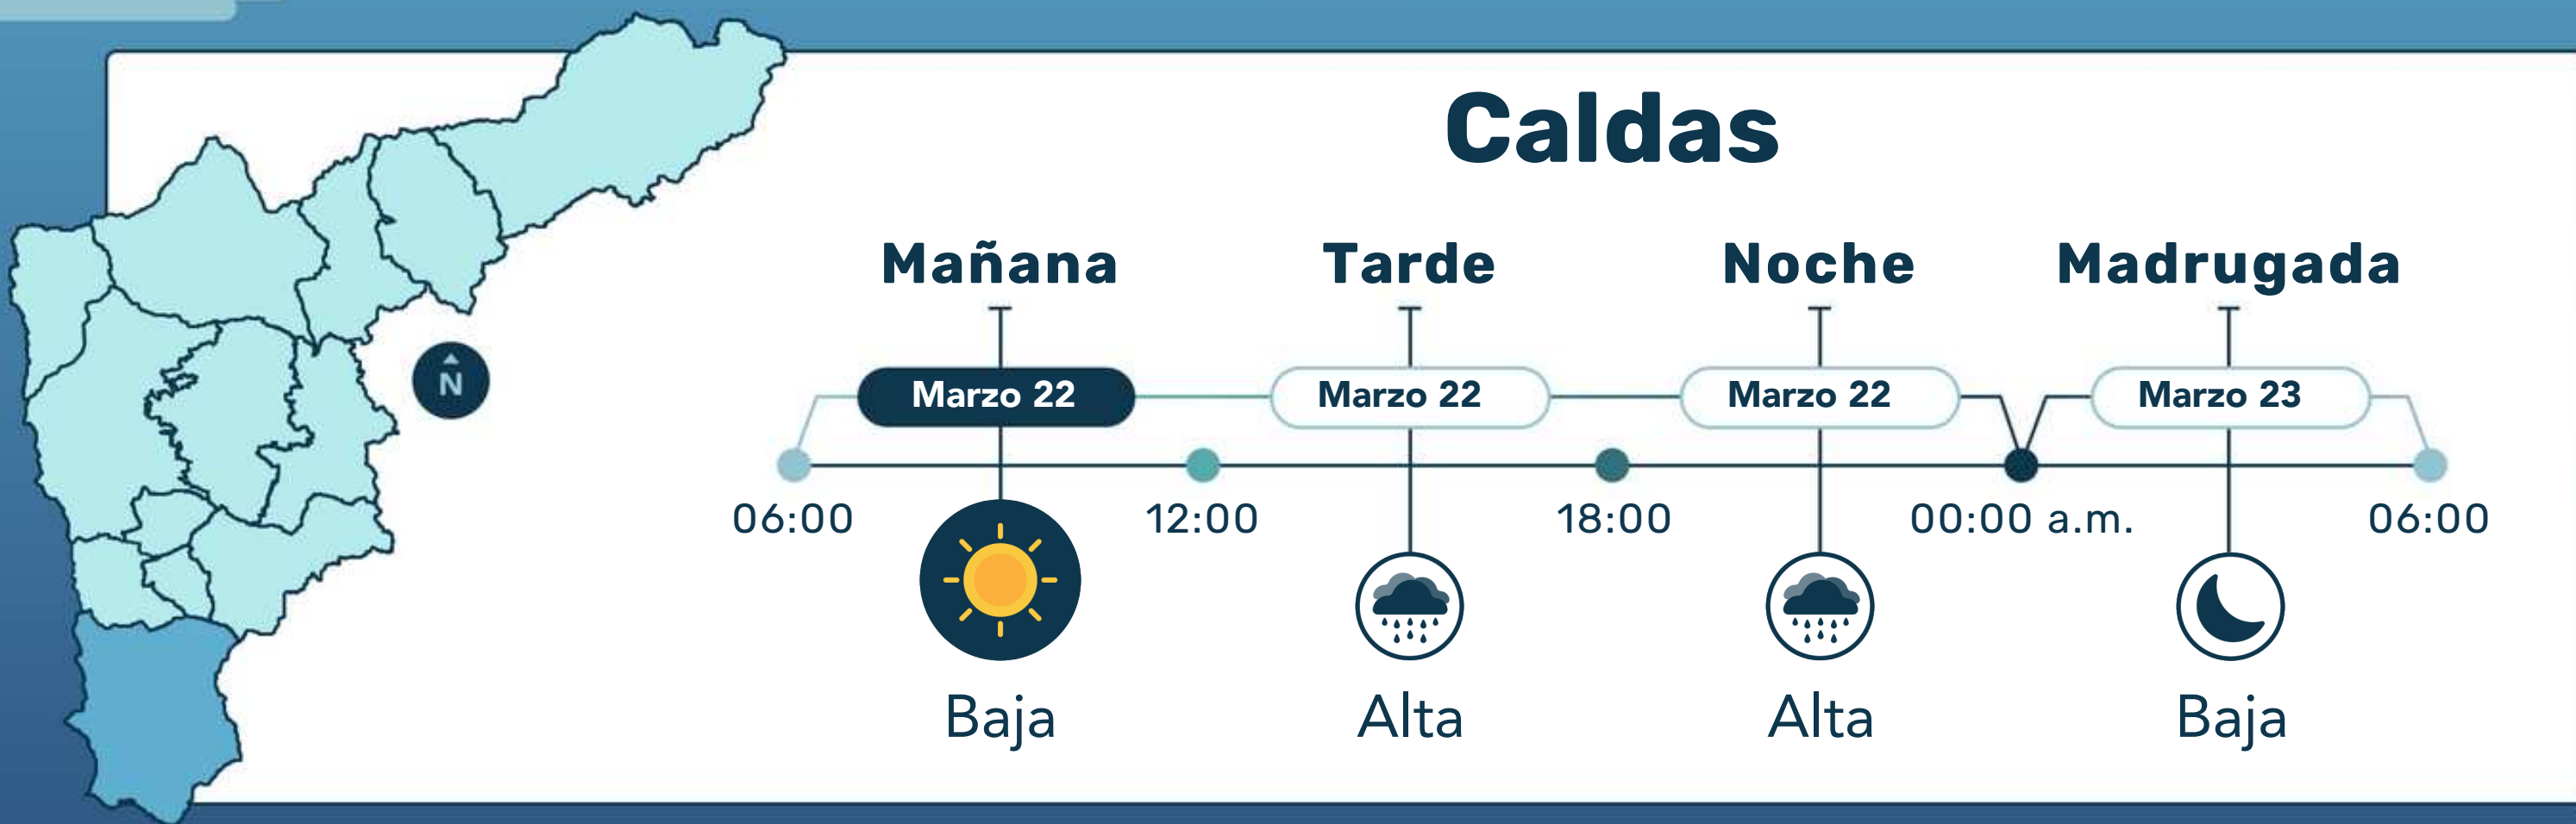 Caldas
Mañana Tarde Noche Madrugada
N
Marzo 22 Marzo 22 Marzo 22 Marzo 23
06:00 12:00 18:00 00:00 a.m. 06:00
Baja Alta Alta Baja